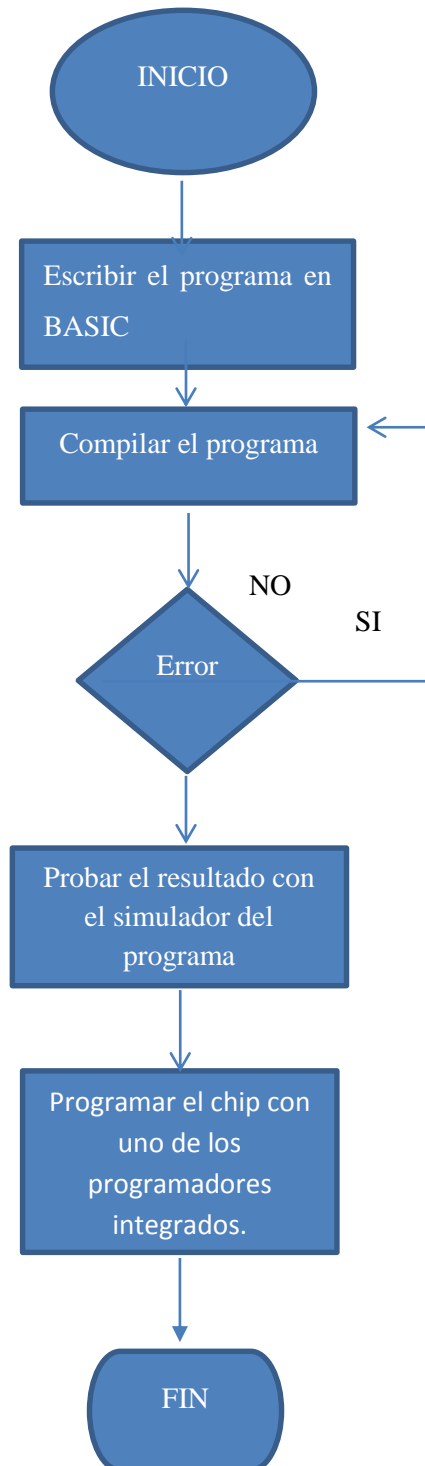 INICIO
Escribir el programa en
BASIC
Compilar el programa
NO
SI
Error
Probar el resultado con
el simulador del
programa
Programar el chip con
uno de los
programadores
integrados.
FIN